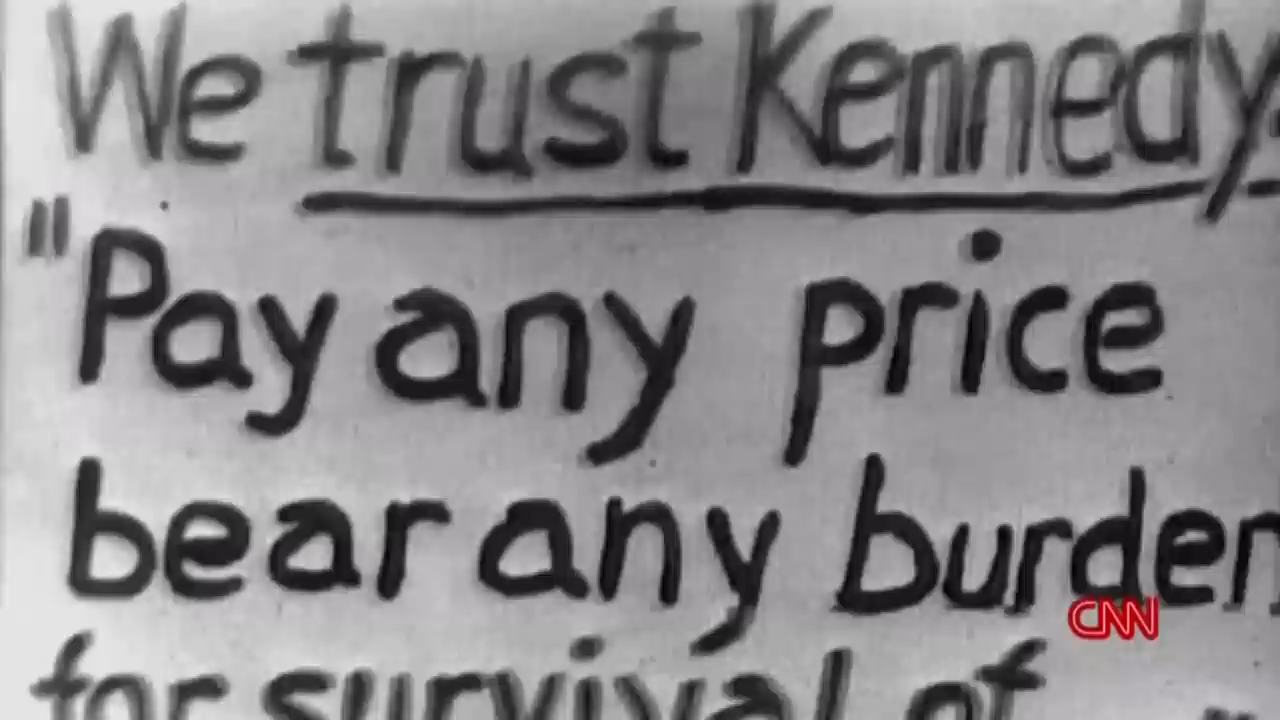 We trust Kennedy
"Pay any price
bear any burden
CNN
for survival of